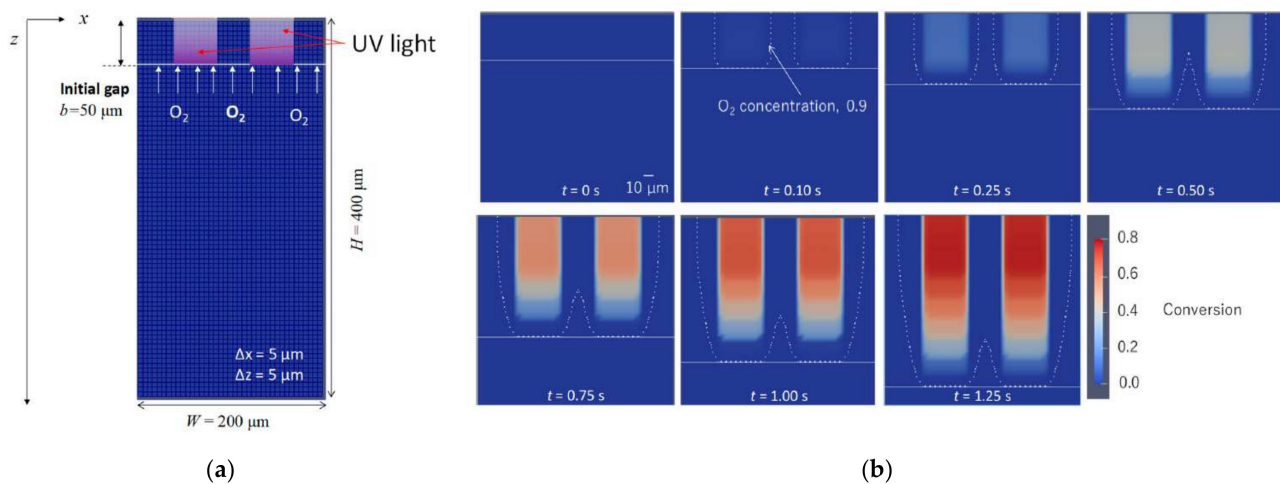 x
z
UV light
Initial gap
b=50 μm
O2
O2
O2
H = 400 μm
Δx = 5 μm
Δz = 5 μm
W = 200 μm
(a)
t = 0 s
10 μm
O2 concentration, 0.9
t = 0.10 s
t = 0.25 s
t = 0.50 s
t = 0.75 s
t = 1.00 s
t = 1.25 s
0.8
0.6
0.4
0.2
0.0
Conversion
(b)